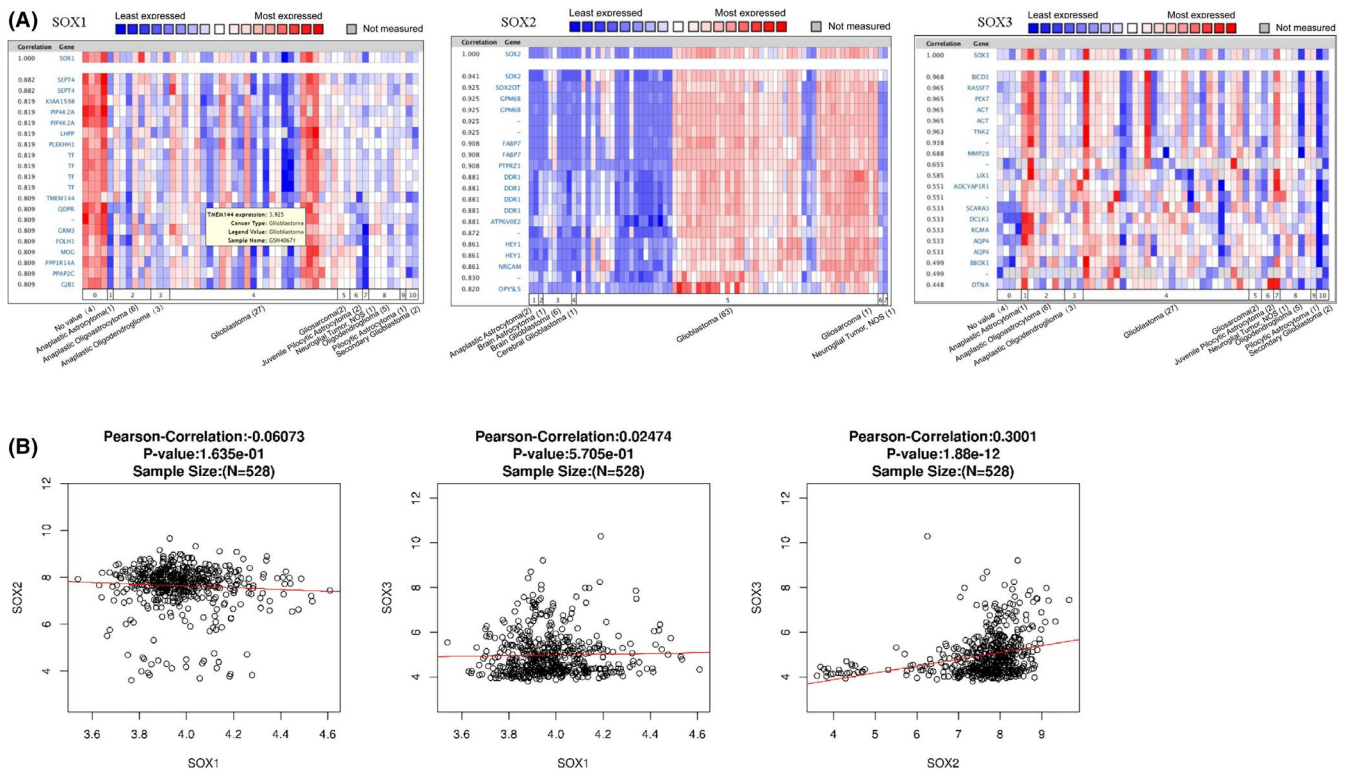 (A)
SOX1
Least expressed
Most expressed
Not measured
Correlation Gene
1.000 SOX1
0.882 SEPT4
0.882 SEPT4
0.819 KIAA1598
0.819 PIP4K2A
0.819 PIP4K2A
0.819 LHPP
0.819 PLEKHH1
0.819 TF
0.819 TF
0.819 TF
0.809 TMEM144
0.809 QDPR
0.809 –
0.809 GRM3
0.809 FOLH1
0.809 MOG
0.809 PPP1R14A
0.809 PPAP2C
0.809 GJB1
TMEM144 expression: 3.925
Cancer Type: Glioblastoma
Legend Value: Glioblastoma
Sample Name: GSM40671
0 1 2 3 4 5 6 7 8 9 10
No value (4)
Anaplastic Astrocytoma(1)
Anaplastic Oligoastrocytoma (6)
Anaplastic Oligodendroglioma (3)
Glioblastoma (27)
Gliosarcoma(2)
Juvenile Pilocytic Astrocytoma (2)
Neuroglial Tumor, NOS (1)
Oligodendroglioma (5)
Pilocytic Astrocytoma (1)
Secondary Glioblastoma (2)
SOX2
Least expressed
Most expressed
Not measured
Correlation Gene
1.000 SOX2
0.941 SOX2
0.925 SOX2OT
0.925 GPM6B
0.925 GPM6B
0.925 –
0.925 –
0.908 FABP7
0.908 FABP7
0.908 PTPRZ1
0.881 DDR1
0.881 DDR1
0.881 DDR1
0.881 DDR1
0.881 ATP6V0E2
0.872 –
0.861 HEY1
0.861 HEY1
0.861 NRCAM
0.830 –
0.820 DPYSL5
1 2 3 4 5 6 7
Anaplastic Astrocytoma(2)
Brain Astrocytoma (1)
Brain Glioblastoma (6)
Cerebral Glioblastoma (1)
Glioblastoma (63)
Gliosarcoma (1)
Neuroglial Tumor, NOS (1)
SOX3
Least expressed
Most expressed
Not measured
Correlation Gene
1.000 SOX3
0.968 BICD1
0.965 RASSF7
0.965 PEX7
0.965 AGT
0.965 AGT
0.963 TNK2
0.938 –
0.688 MMP28
0.655 –
0.585 LIX1
0.551 ADCYAP1R1
0.551 –
0.533 SCARA3
0.533 DCLK1
0.533 RGMA
0.533 AQP4
0.533 AQP4
0.499 BBOX1
0.499 –
0.448 DTNA
0 1 2 3 4 5 6 7 8 9 10
No value (4)
Anaplastic Astrocytoma(1)
Anaplastic Oligoastrocytoma (6)
Anaplastic Oligodendroglioma (3)
Glioblastoma (27)
Gliosarcoma(2)
Juvenile Pilocytic Astrocytoma (2)
Neuroglial Tumor, NOS (1)
Oligodendroglioma (5)
Pilocytic Astrocytoma (1)
Secondary Glioblastoma (2)
(B)
Pearson-Correlation:-0.06073
P-value:1.635e-01
Sample Size:(N=528)
SOX2
4 6 8 10 12
3.6 3.8 4.0 4.2 4.4 4.6
SOX1
Pearson-Correlation:0.02474
P-value:5.705e-01
Sample Size:(N=528)
SOX3
4 6 8 10 12
3.6 3.8 4.0 4.2 4.4 4.6
SOX1
Pearson-Correlation:0.3001
P-value:1.88e-12
Sample Size:(N=528)
SOX3
4 6 8 10 12
4 5 6 7 8 9
SOX2